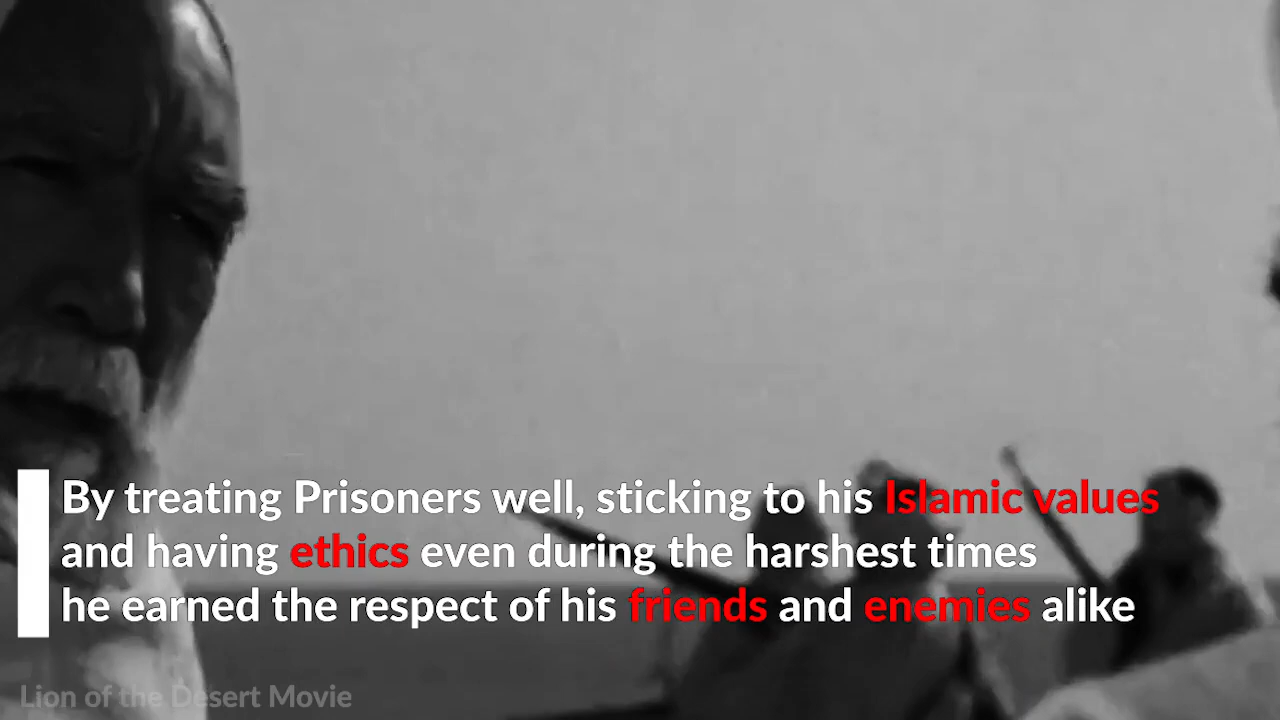 By treating Prisoners well, sticking to his Islamic values
and having ethics even during the harshest times
he earned the respect of his friends and enemies alike
Lion of the Desert Movie